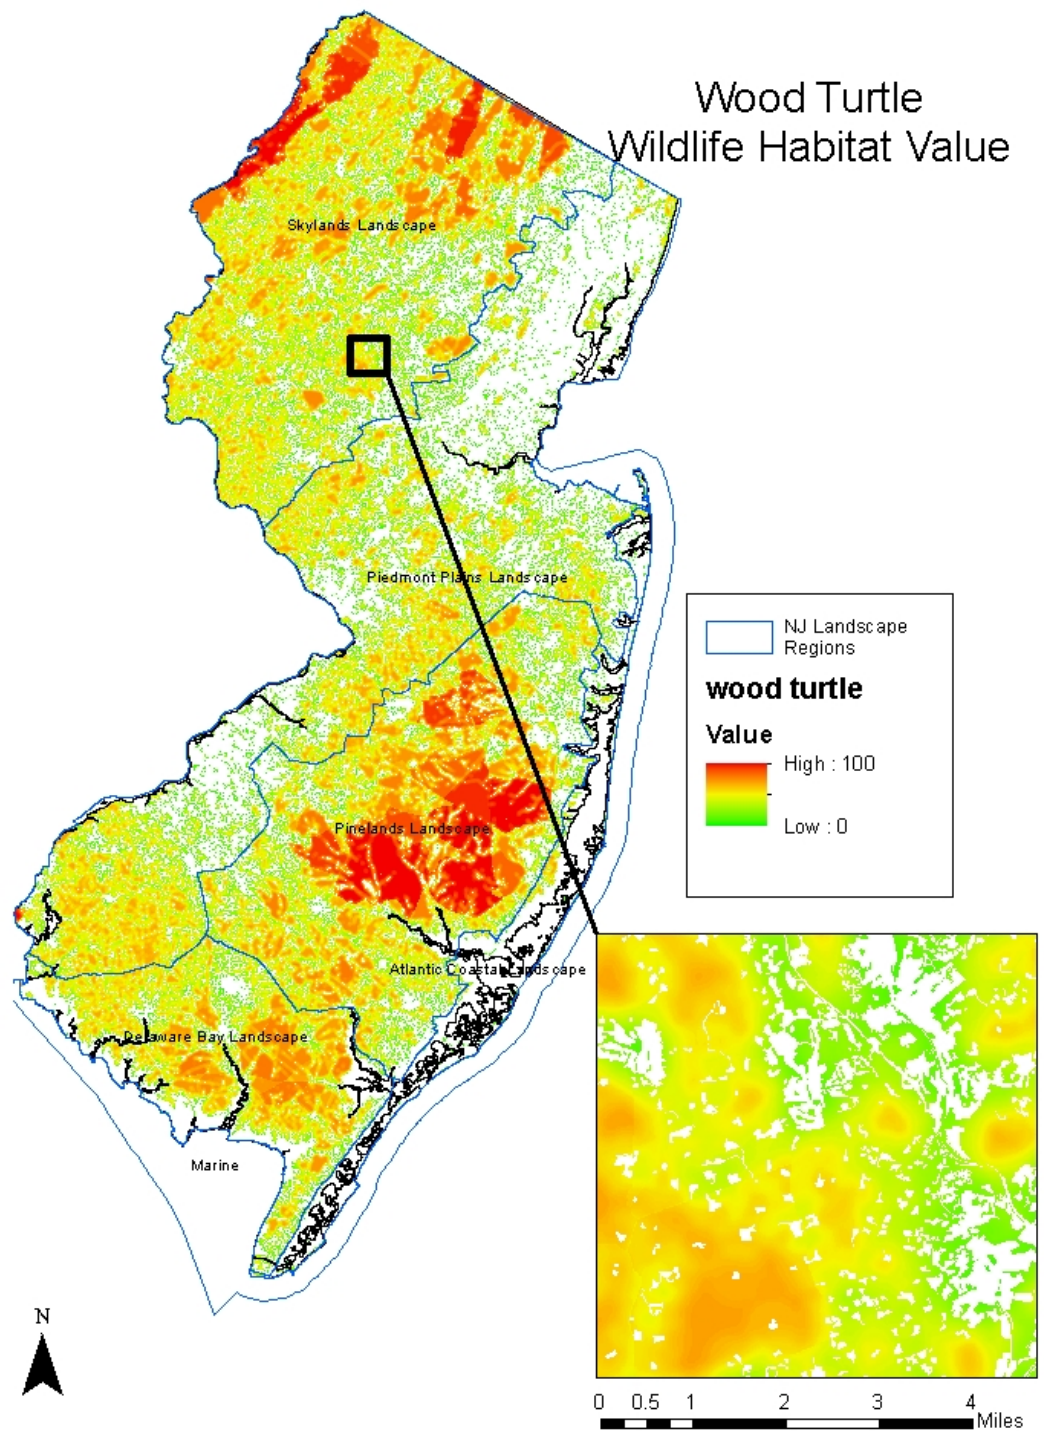 Wood Turtle
Wildlife Habitat Value
Skylands Landscape
Piedmont Plains Landscape
NJ Landscape
Regions
wood turtle
Value
High : 100
Low : 0
Pinelands Landscape
Atlantic Coastal Landscape
Delaware Bay Landscape
Marine
N
0 0.5 1 2 3 4
Miles